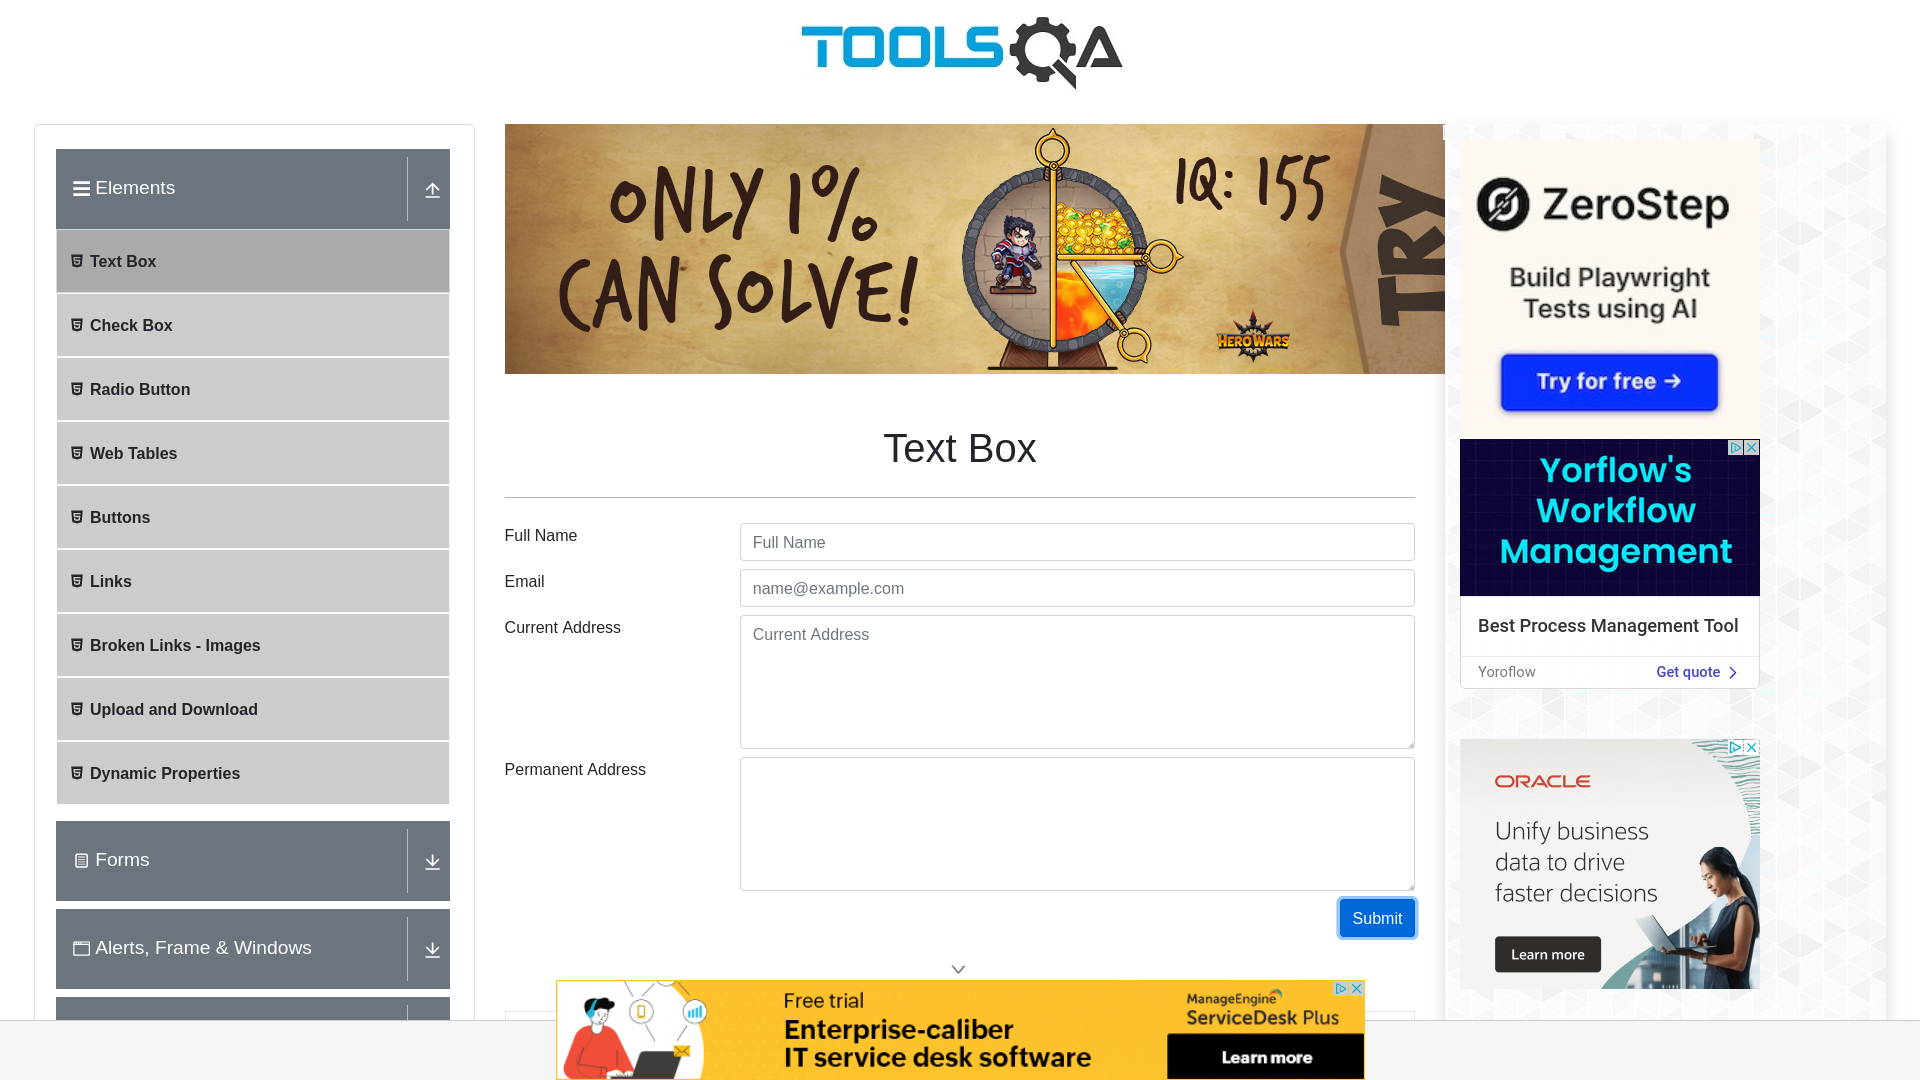 TOOLSQA
Elements
Text Box
Check Box
Radio Button
Web Tables
Buttons
Links
Broken Links - Images
Upload and Download
Dynamic Properties
Forms
Alerts, Frame & Windows
ONLY 1%
CAN SOLVE!
IQ: 155
HERO WARS
TRY
Text Box
Full Name
Full Name
Email
name@example.com
Current Address
Current Address
Permanent Address
Submit
ZeroStep
Build Playwright
Tests using AI
Try for free →
Yorflow's
Workflow
Management
Best Process Management Tool
Yoroflow
Get quote
ORACLE
Unify business
data to drive
faster decisions
Learn more
Free trial
Enterprise-caliber
IT service desk software
ManageEngine
ServiceDesk Plus
Learn more